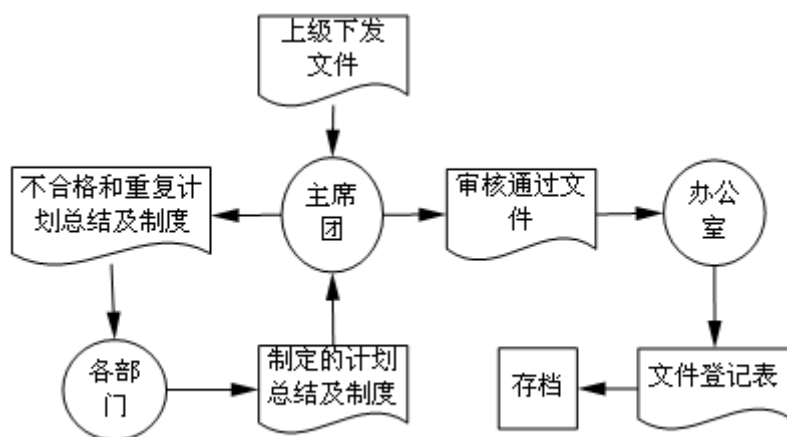 上级下发
文件
不合格和重复计
划总结及制度
主席
团
审核通过文
件
办公
室
各部
门
制定的计划
总结及制度
存档
文件登记表